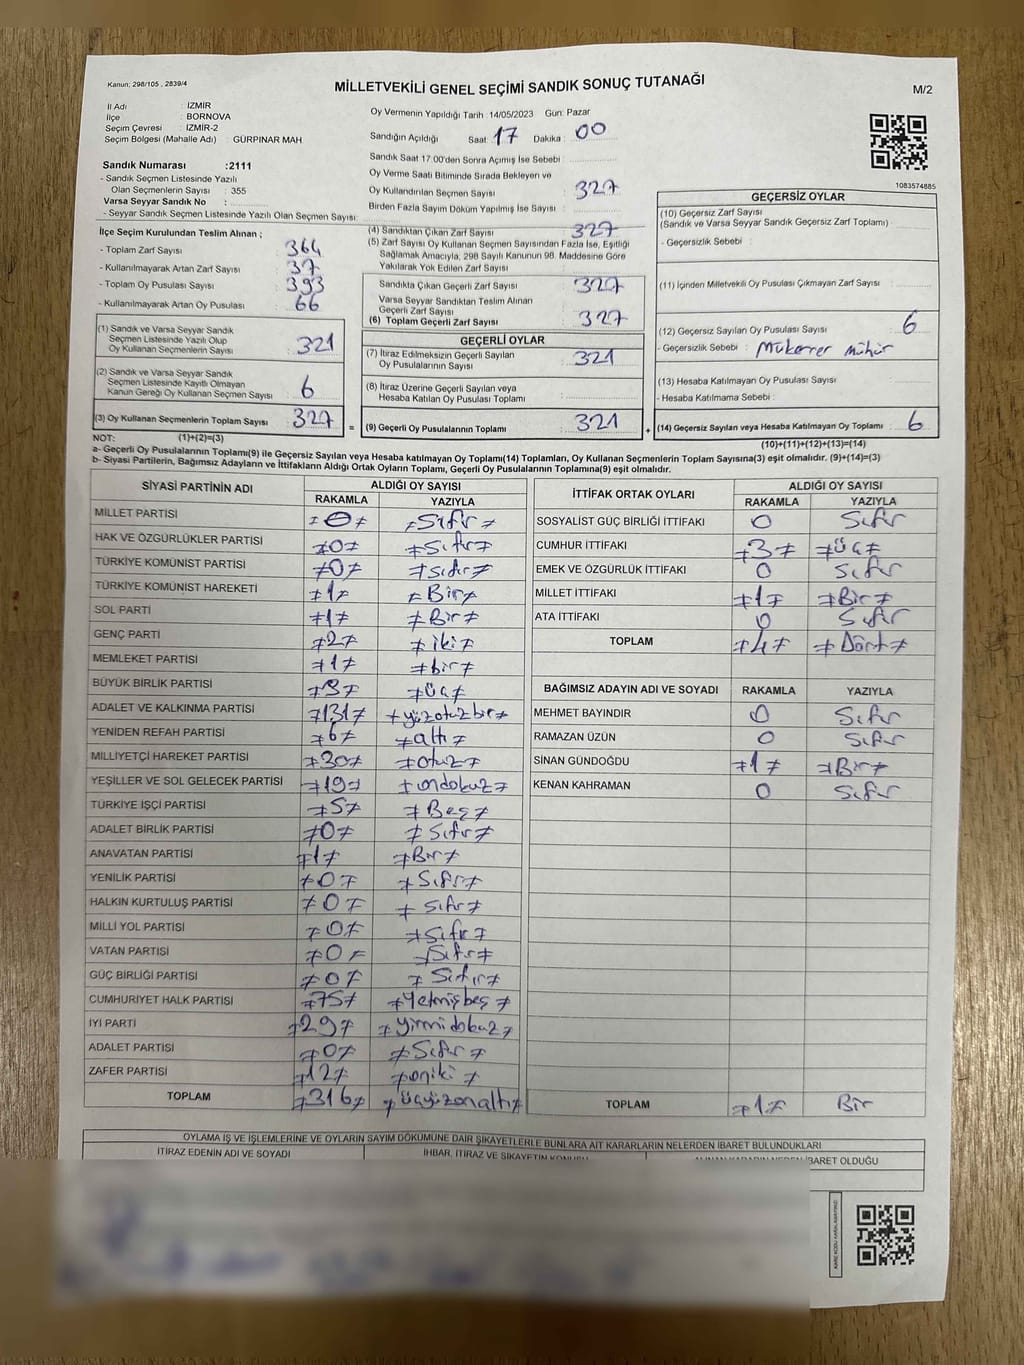 Kanun: 298/105 , 2839/4
MİLLETVEKİLİ GENEL SEÇİMİ SANDIK SONUÇ TUTANAĞI
M/2
İl Adı : İZMİR
İlçe : BORNOVA
Seçim Çevresi : İZMİR-2
Seçim Bölgesi (Mahalle Adı) : GÜRPINAR MAH
Sandık Numarası :2111
- Sandık Seçmen Listesinde Yazılı
Olan Seçmenlerin Sayısı : 355
Varsa Seyyar Sandık No :
- Seyyar Sandık Seçmen Listesinde Yazılı Olan Seçmen Sayısı:
Oy Vermenin Yapıldığı Tarih :14/05/2023 Gün: Pazar
Sandığın Açıldığı Saat : 17 Dakika : 00
Sandık Saat 17:00'den Sonra Açımış İse Sebebi :
Oy Verme Saati Bitiminde Sırada Bekleyen ve
Oy Kullandırılan Seçmen Sayısı : 327
Birden Fazla Sayım Döküm Yapılmış İse Sayısı :
1083574885
İlçe Seçim Kurulundan Teslim Alınan ;
- Toplam Zarf Sayısı : 364
- Kullanılmayarak Artan Zarf Sayısı : 37
- Toplam Oy Pusulası Sayısı : 393
- Kullanılmayarak Artan Oy Pusulası : 66
(4) Sandıktan Çıkan Zarf Sayısı : 327
(5) Zarf Sayısı Oy Kullanan Seçmen Sayısından Fazla İse, Eşitliği
Sağlamak Amacıyla, 298 Sayılı Kanunun 98. Maddesine Göre
Yakılarak Yok Edilen Zarf Sayısı :
Sandıkta Çıkan Geçerli Zarf Sayısı : 327
Varsa Seyyar Sandıktan Teslim Alınan
Geçerli Zarf Sayısı :
(6) Toplam Geçerli Zarf Sayısı : 327
GEÇERSİZ OYLAR
(10) Geçersiz Zarf Sayısı
(Sandık ve Varsa Seyyar Sandık Geçersiz Zarf Toplamı) :
- Geçersizlik Sebebi :
(11) İçinden Milletvekili Oy Pusulası Çıkmayan Zarf Sayısı :
(12) Geçersiz Sayılan Oy Pusulası Sayısı : 6
- Geçersizlik Sebebi : Mükerrer mühür
(13) Hesaba Katılmayan Oy Pusulası Sayısı :
- Hesaba Katılmama Sebebi :
(14) Geçersiz Sayılan veya Hesaba Katılmayan Oy Toplamı : 6
(1) Sandık ve Varsa Seyyar Sandık
Seçmen Listesinde Yazılı Olup
Oy Kullanan Seçmenlerin Sayısı : 321
(2) Sandık ve Varsa Seyyar Sandık
Seçmen Listesinde Kayıtlı Olmayan
Kanun Gereği Oy Kullanan Seçmen Sayısı : 6
(3) Oy Kullanan Seçmenlerin Toplam Sayısı : 327
GEÇERLİ OYLAR
(7) İtiraz Edilmeksizin Geçerli Sayılan
Oy Pusulalarının Sayısı : 321
(8) İtiraz Üzerine Geçerli Sayılan veya
Hesaba Katılan Oy Pusulası Toplamı :
= (9) Geçerli Oy Pusulalarının Toplamı : 321 +
NOT: (1)+(2)=(3)
(10)+(11)+(12)+(13)=(14)
a- Geçerli Oy Pusulalarının Toplamı(9) ile Geçersiz Sayılan veya Hesaba Katılmayan Oy Toplamı(14) Toplamları, Oy Kullanan Seçmenlerin Toplam Sayısına(3) eşit olmalıdır. (9)+(14)=(3)
b- Siyasi Partilerin, Bağımsız Adayların ve İttifakların Aldığı Ortak Oyların Toplamı, Geçerli Oy Pusulalarının Toplamına(9) eşit olmalıdır.
SİYASİ PARTİNİN ADI ALDIĞI OY SAYISI
RAKAMLA YAZIYLA
MİLLET PARTİSİ ≠0≠ ≠Sıfır≠
HAK VE ÖZGÜRLÜKLER PARTİSİ ≠0≠ ≠Sıfır≠
TÜRKİYE KOMÜNİST PARTİSİ ≠0≠ ≠sıfır≠
TÜRKİYE KOMÜNİST HAREKETİ ≠1≠ ≠Bir≠
SOL PARTİ ≠1≠ ≠Bir≠
GENÇ PARTİ ≠2≠ ≠iki≠
MEMLEKET PARTİSİ ≠1≠ ≠bir≠
BÜYÜK BİRLİK PARTİSİ ≠3≠ ≠üç≠
ADALET VE KALKINMA PARTİSİ ≠131≠ ≠yüzotuzbir≠
YENİDEN REFAH PARTİSİ ≠6≠ ≠altı≠
MİLLİYETÇİ HAREKET PARTİSİ ≠30≠ ≠otuz≠
YEŞİLLER VE SOL GELECEK PARTİSİ ≠19≠ ≠ondokuz≠
TÜRKİYE İŞÇİ PARTİSİ ≠5≠ ≠Beş≠
ADALET BİRLİK PARTİSİ ≠0≠ ≠Sıfır≠
ANAVATAN PARTİSİ ≠1≠ ≠Bir≠
YENİLİK PARTİSİ ≠0≠ ≠Sıfır≠
HALKIN KURTULUŞ PARTİSİ ≠0≠ ≠sıfır≠
MİLLİ YOL PARTİSİ ≠0≠ ≠Sıfır≠
VATAN PARTİSİ ≠0≠ ≠Sıfır≠
GÜÇ BİRLİĞİ PARTİSİ ≠0≠ ≠Sıfır≠
CUMHURİYET HALK PARTİSİ ≠75≠ ≠Yetmişbeş≠
İYİ PARTİ ≠29≠ ≠yirmidokuz≠
ADALET PARTİSİ ≠0≠ ≠Sıfır≠
ZAFER PARTİSİ ≠12≠ ≠oniki≠
TOPLAM ≠316≠ ≠üçyüzonaltı≠
İTTİFAK ORTAK OYLARI ALDIĞI OY SAYISI
RAKAMLA YAZIYLA
SOSYALİST GÜÇ BİRLİĞİ İTTİFAKI 0 Sıfır
CUMHUR İTTİFAKI ≠3≠ ≠üç≠
EMEK VE ÖZGÜRLÜK İTTİFAKI 0 Sıfır
MİLLET İTTİFAKI ≠1≠ ≠Bir≠
ATA İTTİFAKI 0 Sıfır
TOPLAM ≠4≠ ≠Dört≠
BAĞIMSIZ ADAYIN ADI VE SOYADI RAKAMLA YAZIYLA
MEHMET BAYINDIR 0 Sıfır
RAMAZAN ÜZÜN 0 Sıfır
SİNAN GÜNDOĞDU ≠1≠ ≠Bir≠
KENAN KAHRAMAN 0 Sıfır
TOPLAM ≠1≠ Bir
OYLAMA İŞ VE İŞLEMLERİNE VE OYLARIN SAYIM DÖKÜMÜNE DAİR ŞİKAYETLERLE BUNLARA AİT KARARLARIN NELERDEN İBARET BULUNDUKLARI
İTİRAZ EDENİN ADI VE SOYADI İHBAR, İTİRAZ VE ŞİKAYETİN KONUSU İBARET OLDUĞU